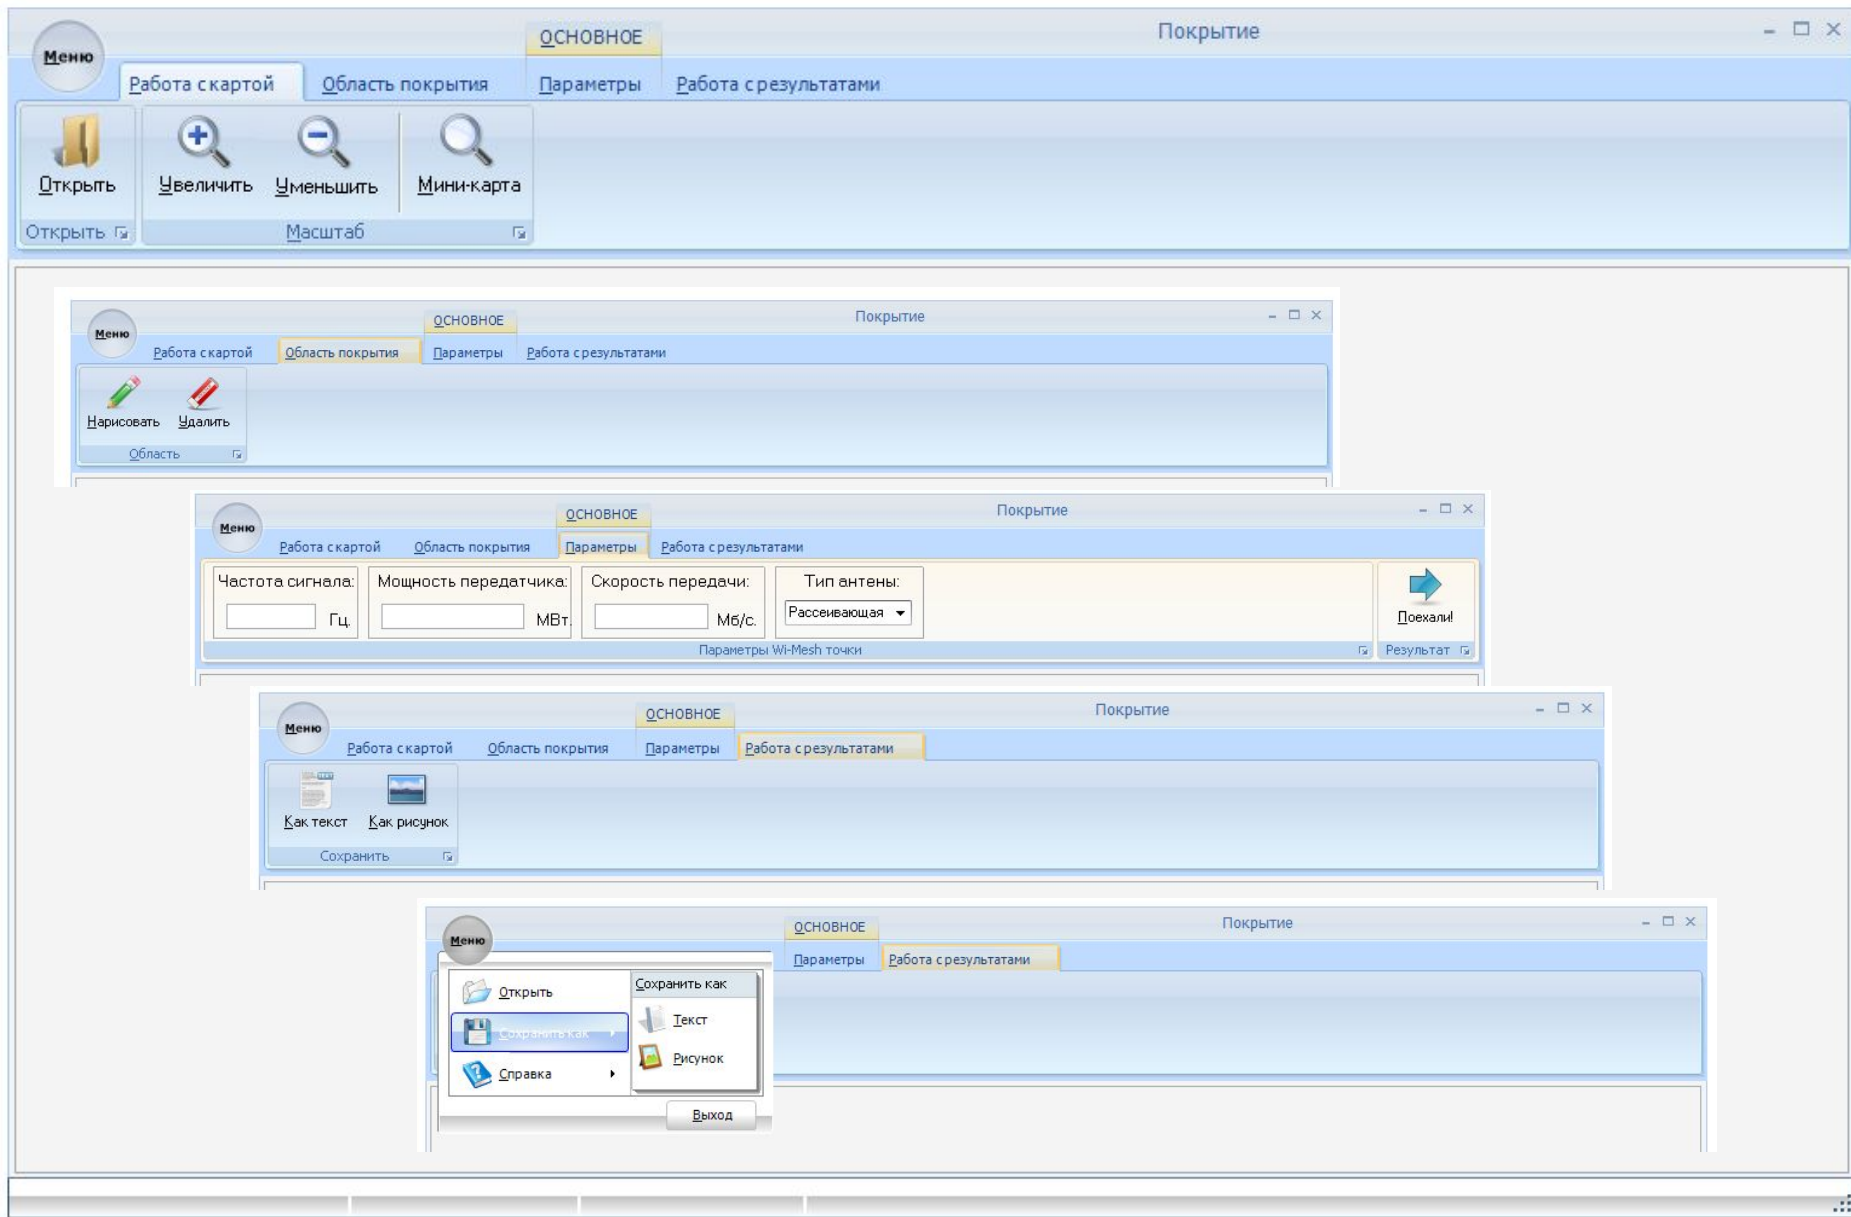 ОСНОВНОЕ Покрытие
Меню
Работа с картой Область покрытия Параметры Работа с результатами
Открыть Увеличить Уменьшить Мини-карта
Открыть Масштаб
ОСНОВНОЕ Покрытие
Меню
Работа с картой Область покрытия Параметры Работа с результатами
Нарисовать Удалить
Область
ОСНОВНОЕ Покрытие
Меню
Работа с картой Область покрытия Параметры Работа с результатами
Частота сигнала: Мощность передатчика: Скорость передачи: Тип антены:
Гц. МВт. Мб/с. Рассеивающая Поехали!
Параметры Wi-Mesh точки Результат
ОСНОВНОЕ Покрытие
Меню
Работа с картой Область покрытия Параметры Работа с результатами
Как текст Как рисунок
Сохранить
ОСНОВНОЕ Покрытие
Меню
Параметры Работа с результатами
Открыть Сохранить как
Сохранить как Текст
Рисунок
Справка
Выход